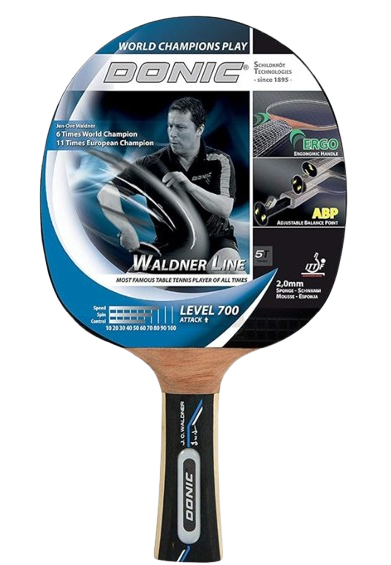 WORLD CHAMPIONS PLAY
DONIC®
SCHILDKRÖT
TECHNOLOGIES
- since 1895 -
Jan-Ove Waldner
6 Times World Champion
11 Times European Champion
ERGO
ERGONOMIC HANDLE
ABP
ADJUSTABLE BALANCE POINT
WALDNER LINE
MOST FAMOUS TABLE TENNIS PLAYER OF ALL TIMES
ITTF
2,0mm
SPONGE - SCHWAMM
MOUSSE - ESPONJA
Speed
Spin
Control
10 20 30 40 50 60 70 80 90 100
LEVEL 700
ATTACK
J.O. WALDNER
DONIC